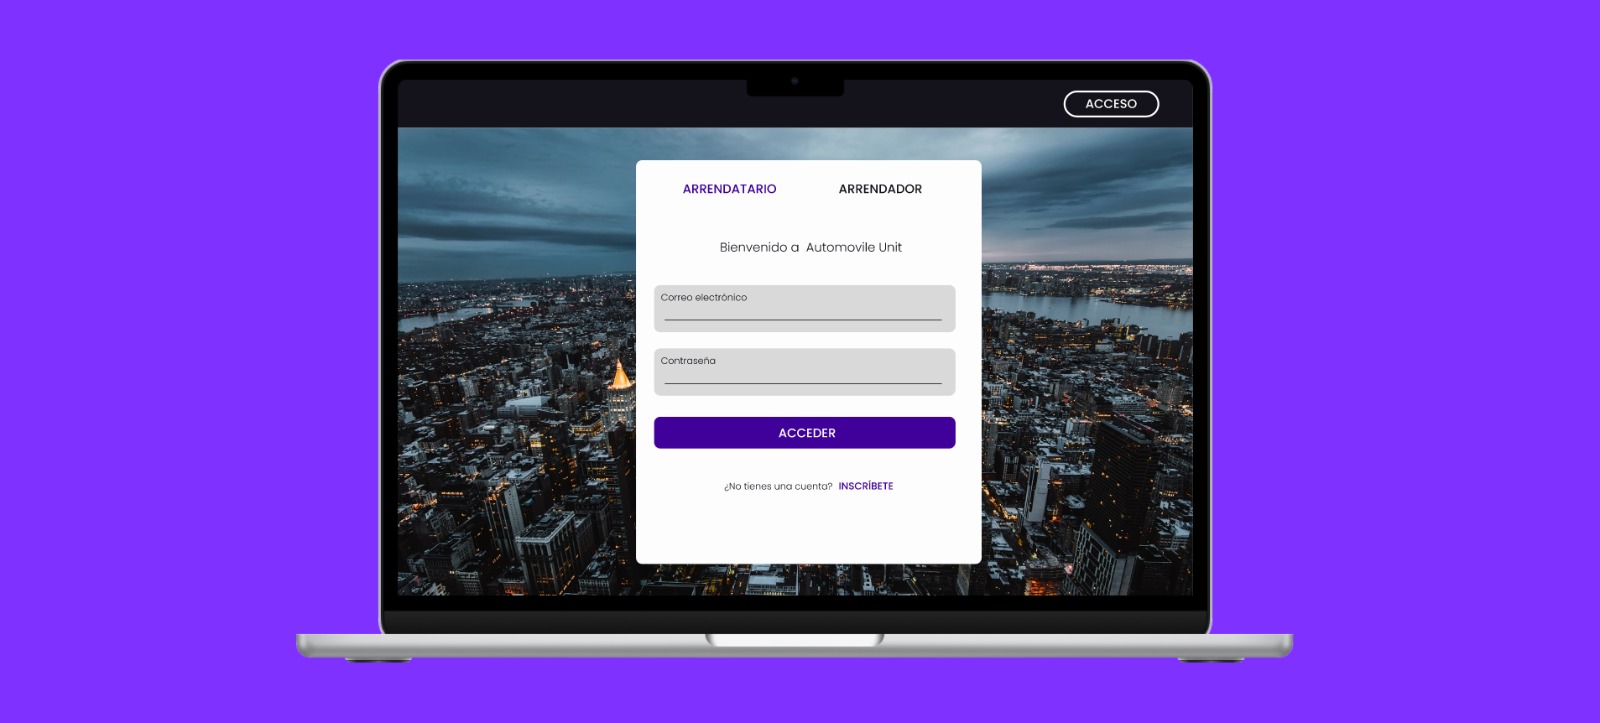 ACCESO
ARRENDATARIO ARRENDADOR
Bienvenido a Automovile Unit
Correo electrónico
Contraseña
ACCEDER
¿No tienes una cuenta? INSCRÍBETE